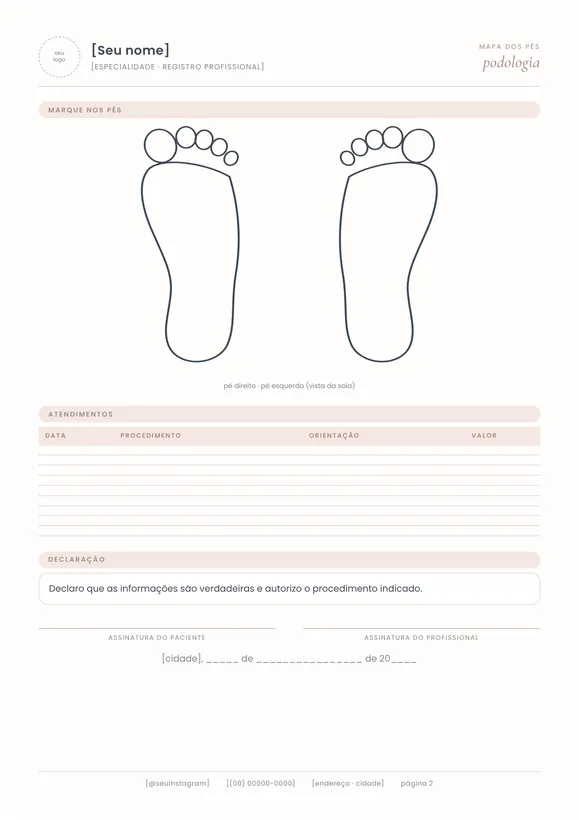 seu
logo
[Seu nome]
[ESPECIALIDADE · REGISTRO PROFISSIONAL]
MAPA DOS PÉS
podologia
MARQUE NOS PÉS
pé direito · pé esquerdo (vista da sola)
ATENDIMENTOS
DATA PROCEDIMENTO ORIENTAÇÃO VALOR
DECLARAÇÃO
Declaro que as informações são verdadeiras e autorizo o procedimento indicado.
ASSINATURA DO PACIENTE ASSINATURA DO PROFISSIONAL
[cidade], _____ de ________________ de 20____
[@seuinstagram] [(00) 00000-0000] [endereço · cidade] página 2